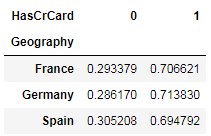 HasCrCard 0 1
Geography
France 0.293379 0.706621
Germany 0.286170 0.713830
Spain 0.305208 0.694792